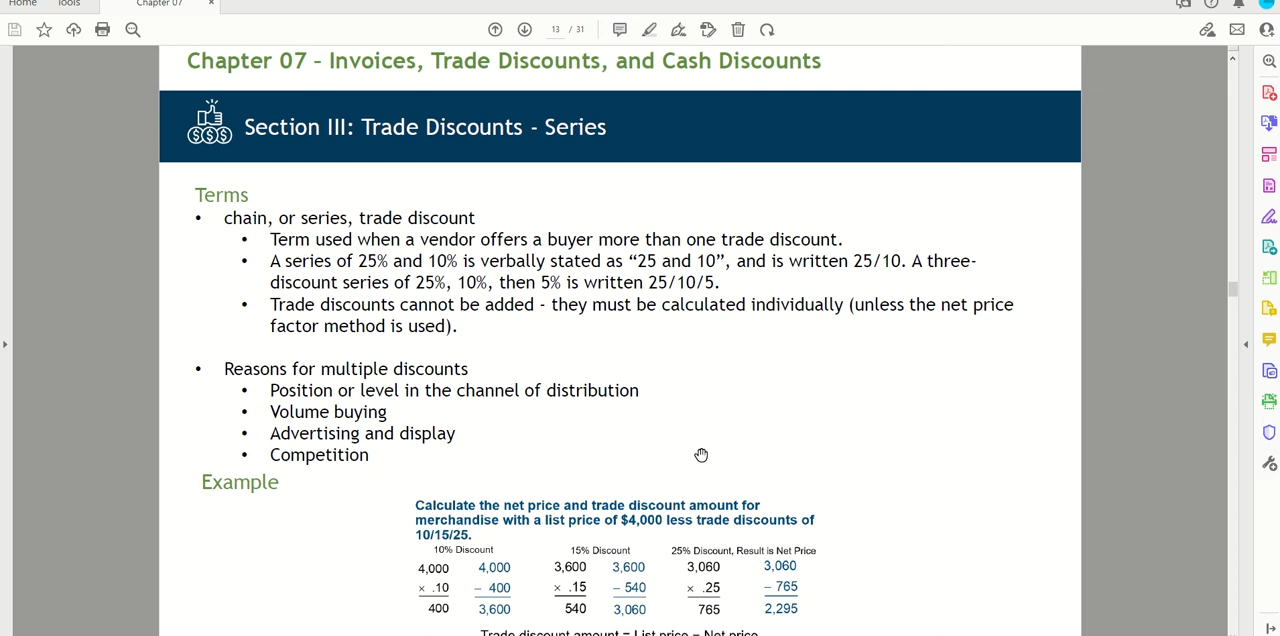 Home Tools Chapter 07 ×
13 / 31
Chapter 07 – Invoices, Trade Discounts, and Cash Discounts
Section III: Trade Discounts - Series
Terms
• chain, or series, trade discount
• Term used when a vendor offers a buyer more than one trade discount.
• A series of 25% and 10% is verbally stated as “25 and 10”, and is written 25/10. A three-
discount series of 25%, 10%, then 5% is written 25/10/5.
• Trade discounts cannot be added - they must be calculated individually (unless the net price
factor method is used).
• Reasons for multiple discounts
• Position or level in the channel of distribution
• Volume buying
• Advertising and display
• Competition
Example
Calculate the net price and trade discount amount for
merchandise with a list price of $4,000 less trade discounts of
10/15/25.
10% Discount 15% Discount 25% Discount, Result is Net Price
4,000 4,000 3,600 3,600 3,060 3,060
× .10 – 400 × .15 – 540 × .25 – 765
400 3,600 540 3,060 765 2,295
Trade discount amount = List price – Net price